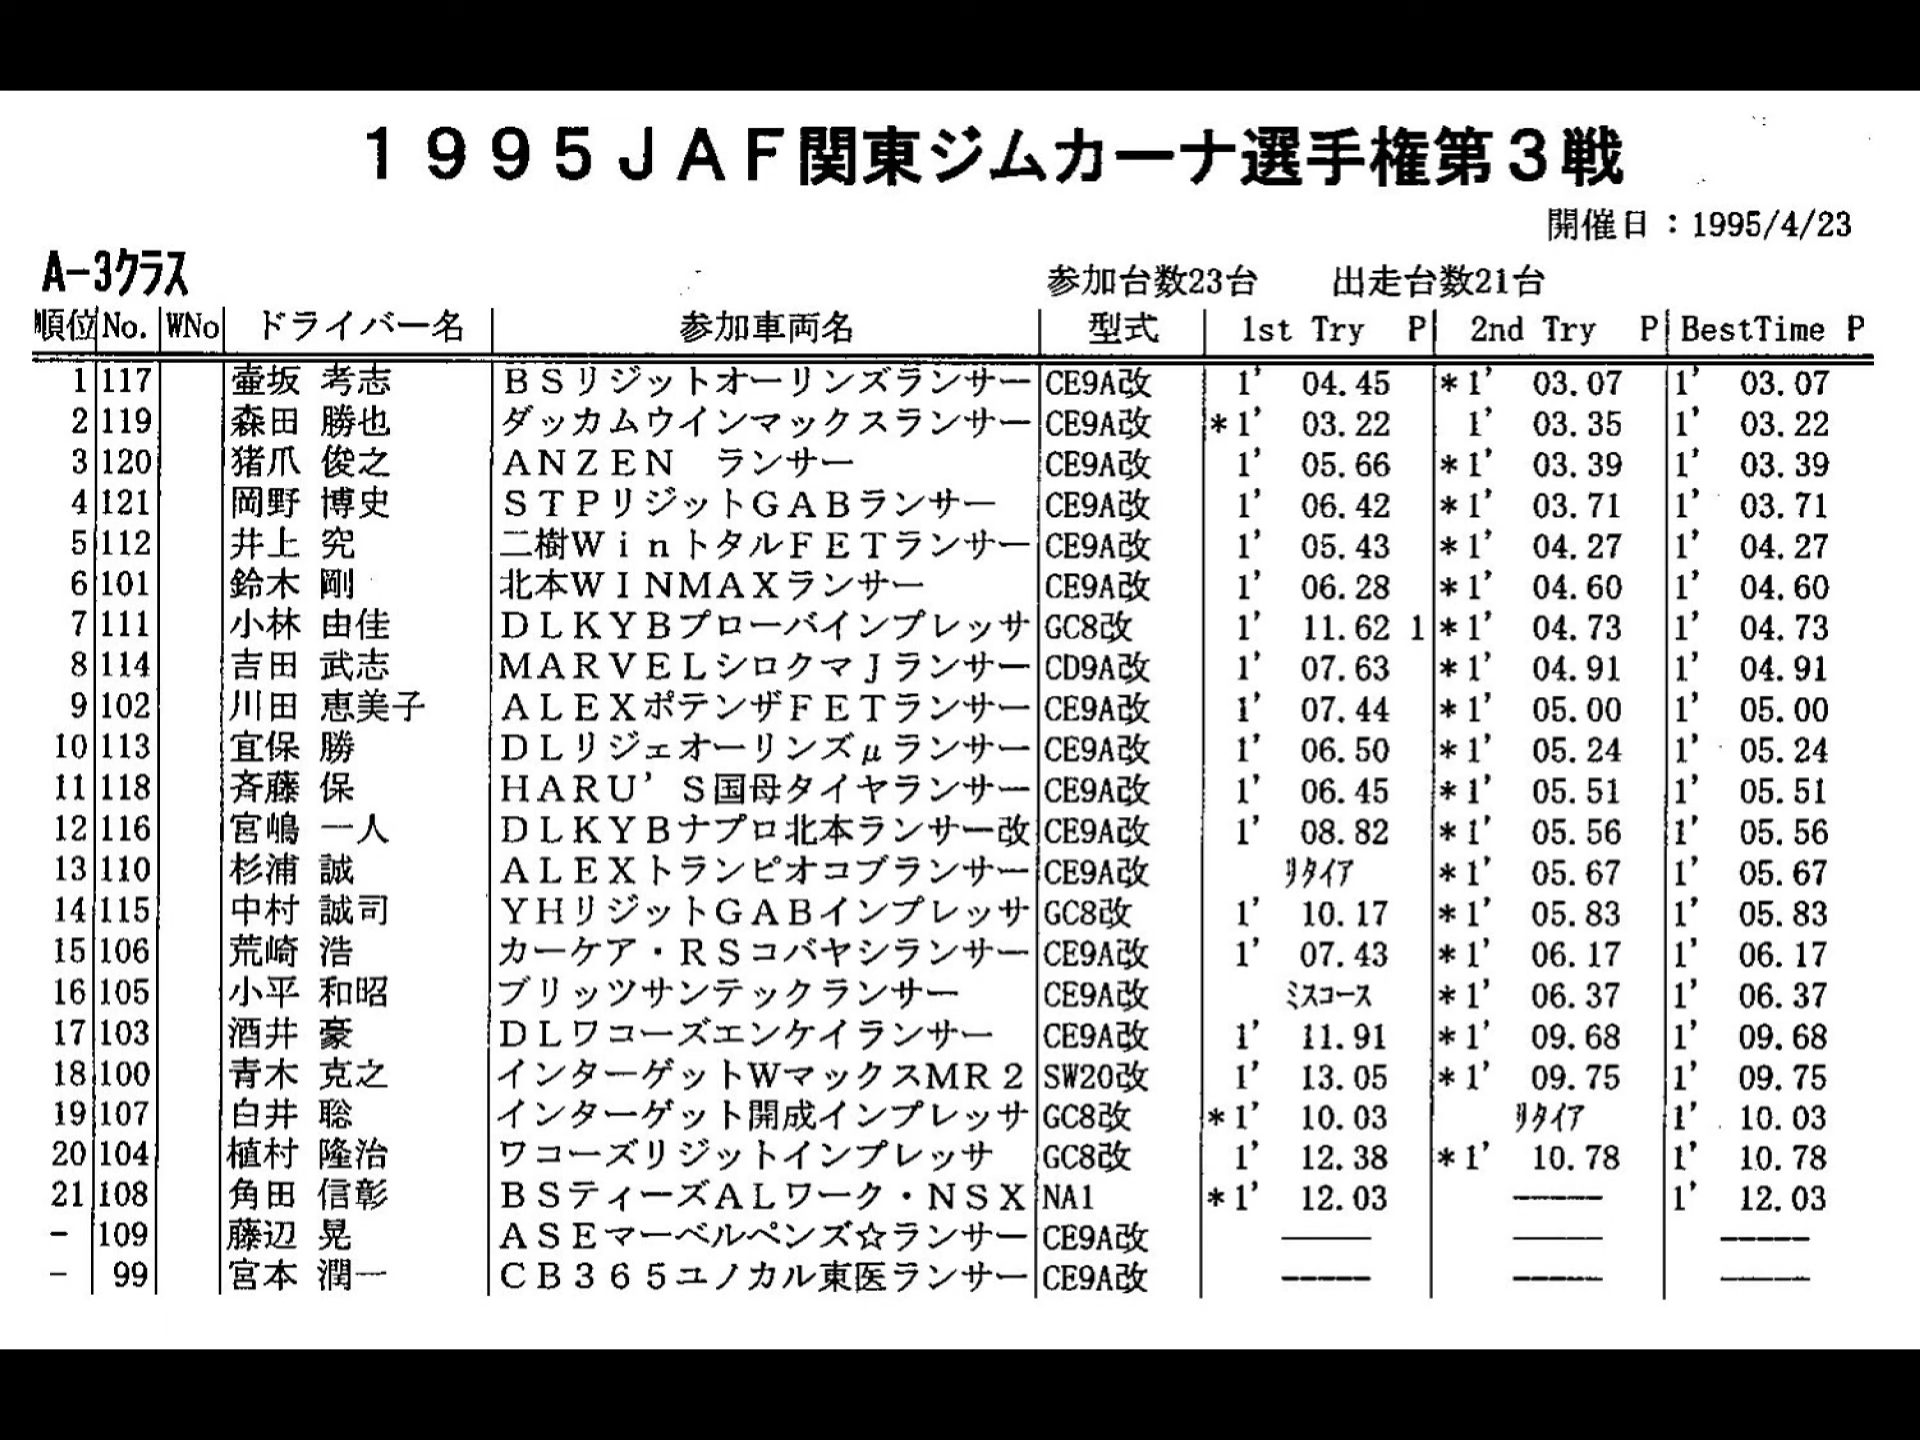 1995JAF関東ジムカーナ選手権第3戦
開催日：1995/4/23
A-3クラス 参加台数23台 出走台数21台
順位 No. WNo ドライバー名 参加車両名 型式 1st Try P 2nd Try P BestTime P
1 117 壷坂 考志 BSリジットオーリンズランサー CE9A改 1' 04.45 *1' 03.07 1' 03.07
2 119 森田 勝也 ダッカムウインマックスランサー CE9A改 *1' 03.22 1' 03.35 1' 03.22
3 120 猪爪 俊之 ANZEN ランサー CE9A改 1' 05.66 *1' 03.39 1' 03.39
4 121 岡野 博史 STPリジットGABランサー CE9A改 1' 06.42 *1' 03.71 1' 03.71
5 112 井上 究 二樹WinトタルFETランサー CE9A改 1' 05.43 *1' 04.27 1' 04.27
6 101 鈴木 剛 北本WINMAXランサー CE9A改 1' 06.28 *1' 04.60 1' 04.60
7 111 小林 由佳 DLKYBプローバインプレッサ GC8改 1' 11.62 1 *1' 04.73 1' 04.73
8 114 吉田 武志 MARVELシロクマJランサー CD9A改 1' 07.63 *1' 04.91 1' 04.91
9 102 川田 恵美子 ALEXポテンザFETランサー CE9A改 1' 07.44 *1' 05.00 1' 05.00
10 113 宜保 勝 DLリジェオーリンズμランサー CE9A改 1' 06.50 *1' 05.24 1' 05.24
11 118 斉藤 保 HARU'S国母タイヤランサー CE9A改 1' 06.45 *1' 05.51 1' 05.51
12 116 宮嶋 一人 DLKYBナプロ北本ランサー改 CE9A改 1' 08.82 *1' 05.56 1' 05.56
13 110 杉浦 誠 ALEXトランピオコブランサー CE9A改 ﾘﾀｲｱ *1' 05.67 1' 05.67
14 115 中村 誠司 YHリジットGABインプレッサ GC8改 1' 10.17 *1' 05.83 1' 05.83
15 106 荒崎 浩 カーケア・RSコバヤシランサー CE9A改 1' 07.43 *1' 06.17 1' 06.17
16 105 小平 和昭 ブリッツサンテックランサー CE9A改 ﾐｽｺｰｽ *1' 06.37 1' 06.37
17 103 酒井 豪 DLワコーズエンケイランサー CE9A改 1' 11.91 *1' 09.68 1' 09.68
18 100 青木 克之 インターゲットWマックスMR2 SW20改 1' 13.05 *1' 09.75 1' 09.75
19 107 白井 聡 インターゲット開成インプレッサ GC8改 *1' 10.03 ﾘﾀｲｱ 1' 10.03
20 104 植村 隆治 ワコーズリジットインプレッサ GC8改 1' 12.38 *1' 10.78 1' 10.78
21 108 角田 信彰 BSティーズALワーク・NSX NA1 *1' 12.03 ----- 1' 12.03
- 109 藤辺 晃 ASEマーベルペンズ☆ランサー CE9A改 ----- ----- -----
- 99 宮本 潤一 CB365ユノカル東医ランサー CE9A改 ----- ----- -----